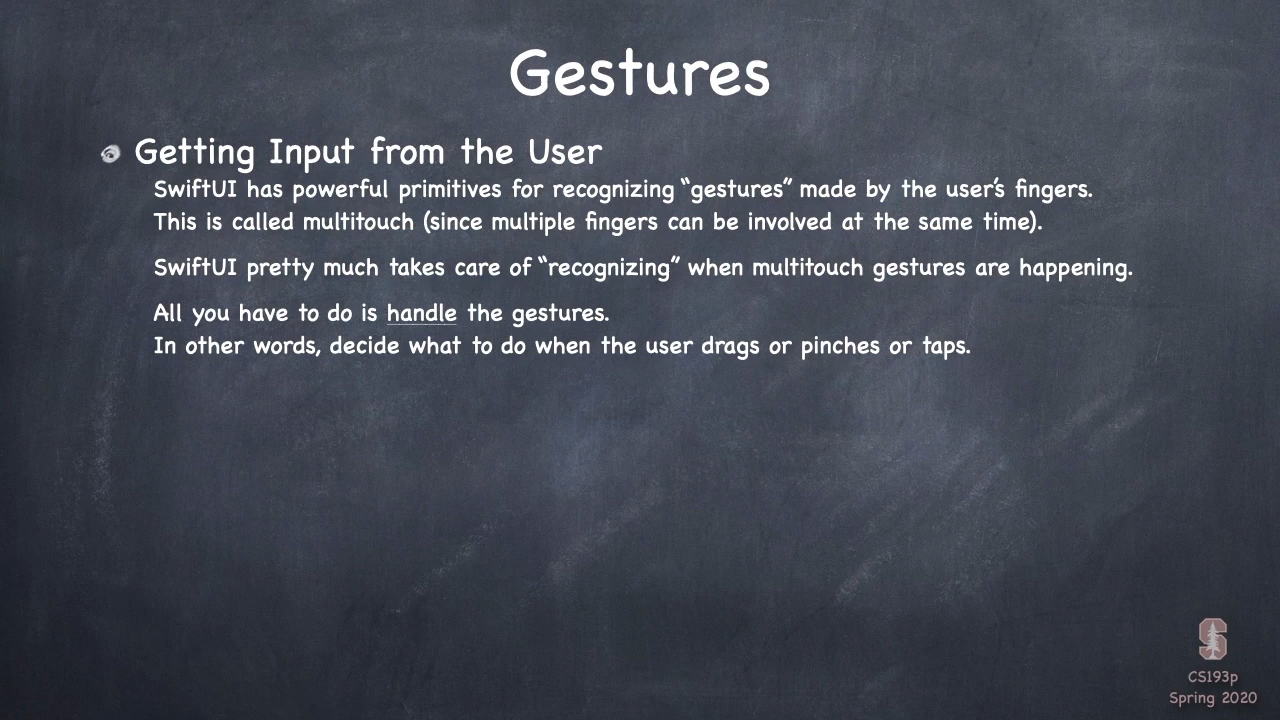 Gestures
Getting Input from the User
SwiftUI has powerful primitives for recognizing “gestures” made by the user’s fingers.
This is called multitouch (since multiple fingers can be involved at the same time).
SwiftUI pretty much takes care of “recognizing” when multitouch gestures are happening.
All you have to do is handle the gestures.
In other words, decide what to do when the user drags or pinches or taps.
S
CS193p
Spring 2020